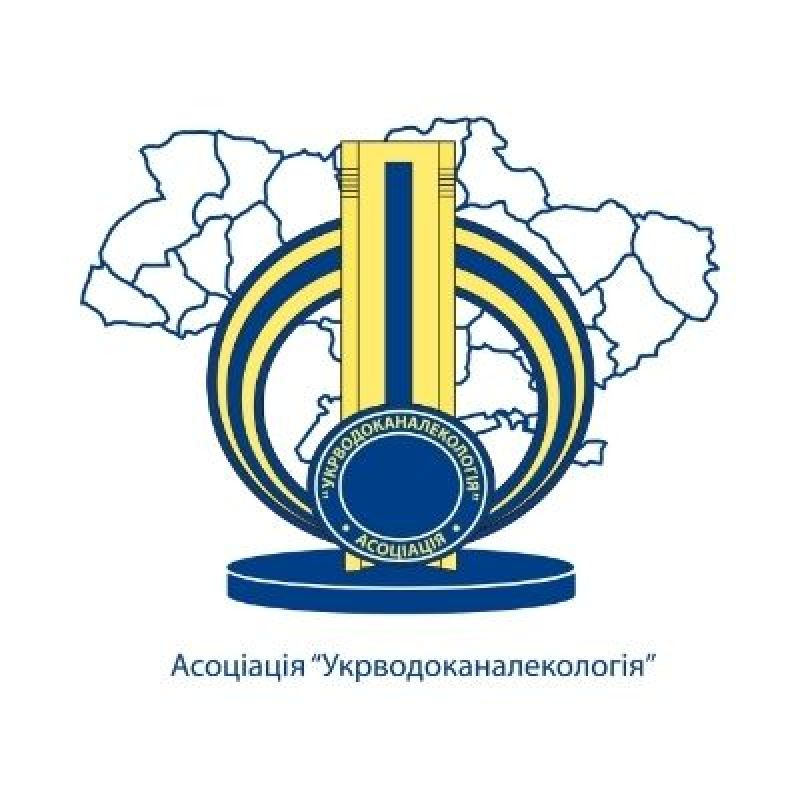 "УКРВОДОКАНАЛЕКОЛОГІЯ"
• АСОЦІАЦІЯ •
Асоціація “Укрводоканалекологія”